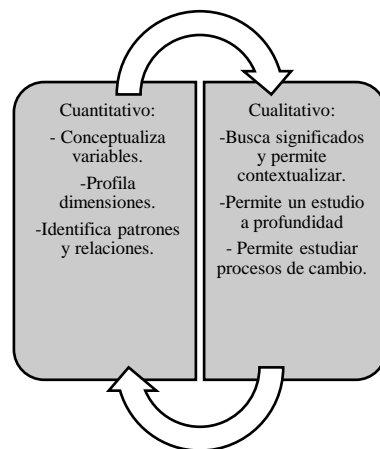 Cuantitativo:
- Conceptualiza
variables.
-Profila
dimensiones.
-Identifica patrones
y relaciones.
Cualitativo:
-Busca significados
y permite
contextualizar.
-Permite un estudio
a profundidad
- Permite estudiar
procesos de cambio.